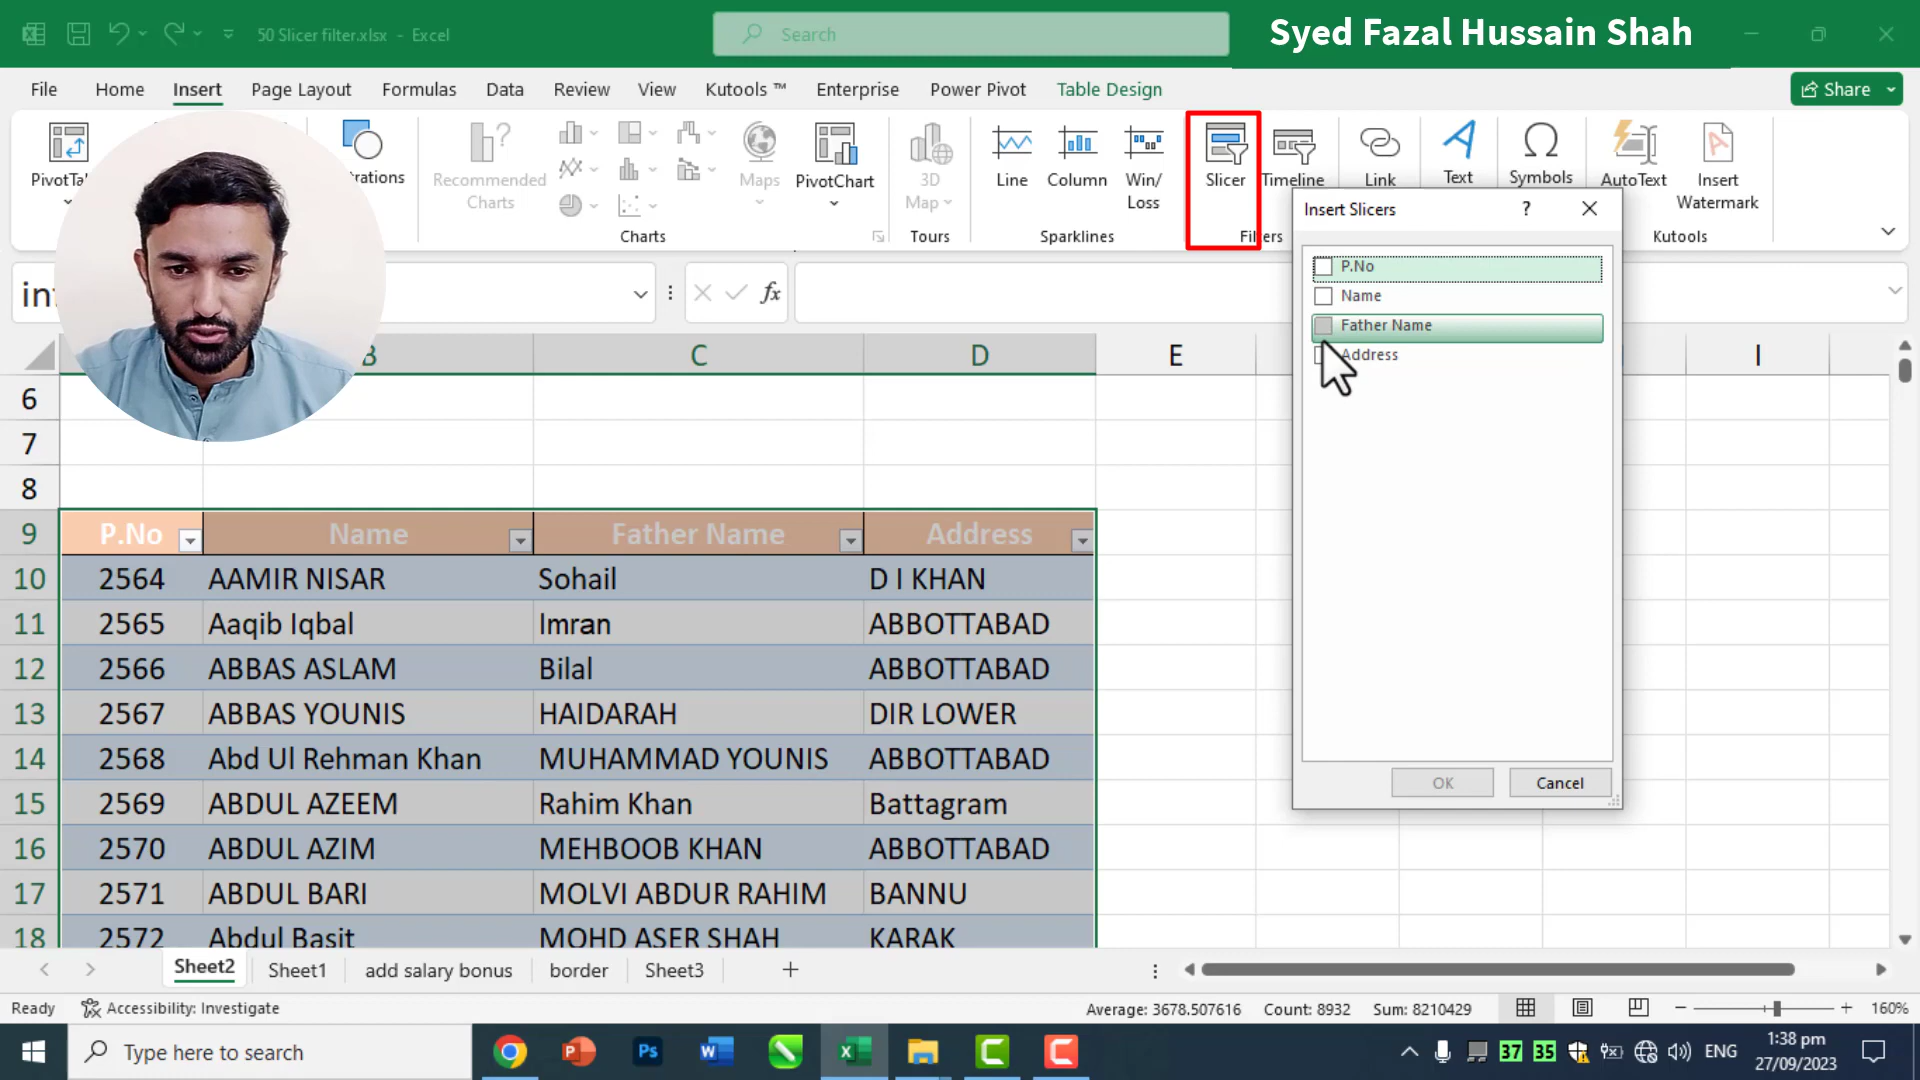 50 Slicer filter.xlsx - Excel
Search
Syed Fazal Hussain Shah
File Home Insert Page Layout Formulas Data Review View Kutools ™ Enterprise Power Pivot Table Design Share
Recommended Charts
Maps
PivotChart
3D Map
Line
Column
Win/ Loss
Slicer
Timeline
Link
Text
Symbols
AutoText
Insert Watermark
Charts
Tours
Sparklines
Filters
Kutools
fx
Insert Slicers ? ×
P.No
Name
Father Name
Address
OK Cancel
C D E I
6
7
8
9 P.No Name Father Name Address
10 2564 AAMIR NISAR Sohail D I KHAN
11 2565 Aaqib Iqbal Imran ABBOTTABAD
12 2566 ABBAS ASLAM Bilal ABBOTTABAD
13 2567 ABBAS YOUNIS HAIDARAH DIR LOWER
14 2568 Abd Ul Rehman Khan MUHAMMAD YOUNIS ABBOTTABAD
15 2569 ABDUL AZEEM Rahim Khan Battagram
16 2570 ABDUL AZIM MEHBOOB KHAN ABBOTTABAD
17 2571 ABDUL BARI MOLVI ABDUR RAHIM BANNU
18 2572 Abdul Basit MOHD ASER SHAH KARAK
Sheet2 Sheet1 add salary bonus border Sheet3 +
Ready Accessibility: Investigate Average: 3678.507616 Count: 8932 Sum: 8210429 160%
Type here to search
37 35 ENG
1:38 pm
27/09/2023